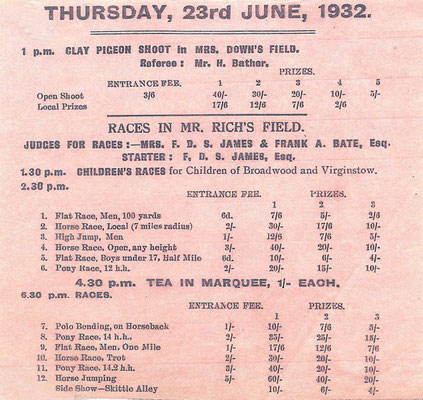 THURSDAY, 23rd JUNE, 1932.
1 p.m. CLAY PIGEON SHOOT in MRS. DOWN'S FIELD.
Referee: Mr. H. Bather.
PRIZES.
ENTRANCE FEE. 1 2 3 4 5
Open Shoot 3/6 40/- 30/- 20/- 10/- 5/-
Local Prizes 17/6 12/6 7/6 2/6
RACES IN MR. RICH'S FIELD.
JUDGES FOR RACES:—MRS. F. D. S. JAMES & FRANK A. BATE, Esq.
STARTER: F. D. S. JAMES, Esq.
1.30 p.m. CHILDREN'S RACES for Children of Broadwood and Virginstow.
2.30 p.m.
ENTRANCE FEE. PRIZES.
1 2 3
1. Flat Race, Men, 100 yards 6d. 7/6 5/- 2/6
2. Horse Race, Local (7 miles radius) 2/- 30/- 17/6 10/-
3. High Jump, Men 1/- 12/6 7/6 5/-
4. Horse Race, Open, any height 3/- 40/- 20/- 10/-
5. Flat Race, Boys under 17, Half Mile 6d. 10/- 6/- 4/-
6. Pony Race, 12 h.h. 2/- 20/- 15/- 10/-
4.30 p.m. TEA IN MARQUEE, 1/- EACH.
6.30 p.m. RACES.
ENTRANCE FEE. PRIZES.
1 2 3
7. Polo Bending, on Horseback 1/- 10/- 7/6 5/-
8. Pony Race, 14 h.h. 2/- 35/- 25/- 15/-
9. Flat Race, Men, One Mile 1/- 17/6 7/6 5/-
10. Horse Race, Trot 2/- 30/- 20/- 10/-
11. Pony Race, 14.2 h.h. 3/- 40/- 20/- 10/-
12. Horse Jumping 5/- 60/- 40/- 20/-
Side Show—Skittle Alley 10/- 6/- 4/-